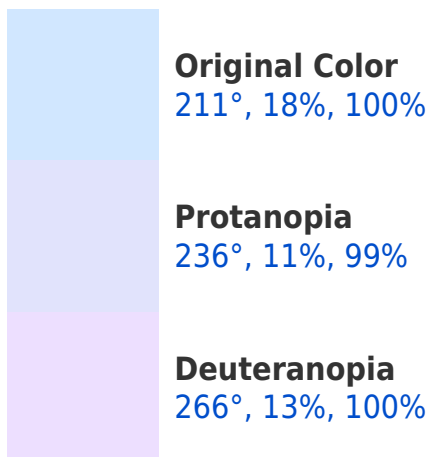 Original Color
211°, 18%, 100%
Protanopia
236°, 11%, 99%
Deuteranopia
266°, 13%, 100%